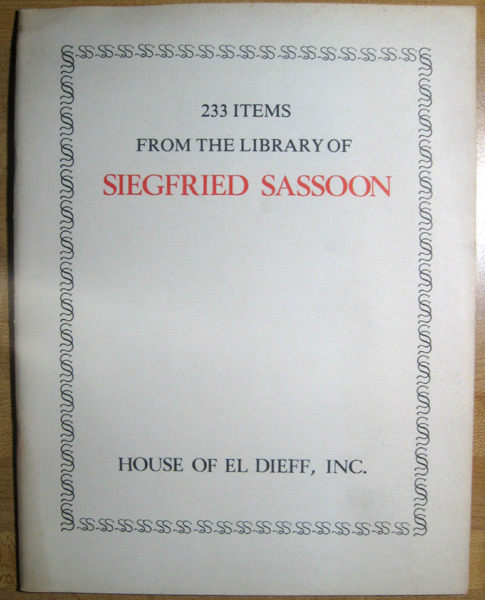 233 ITEMS
FROM THE LIBRARY OF
SIEGFRIED SASSOON
HOUSE OF EL DIEFF, INC.